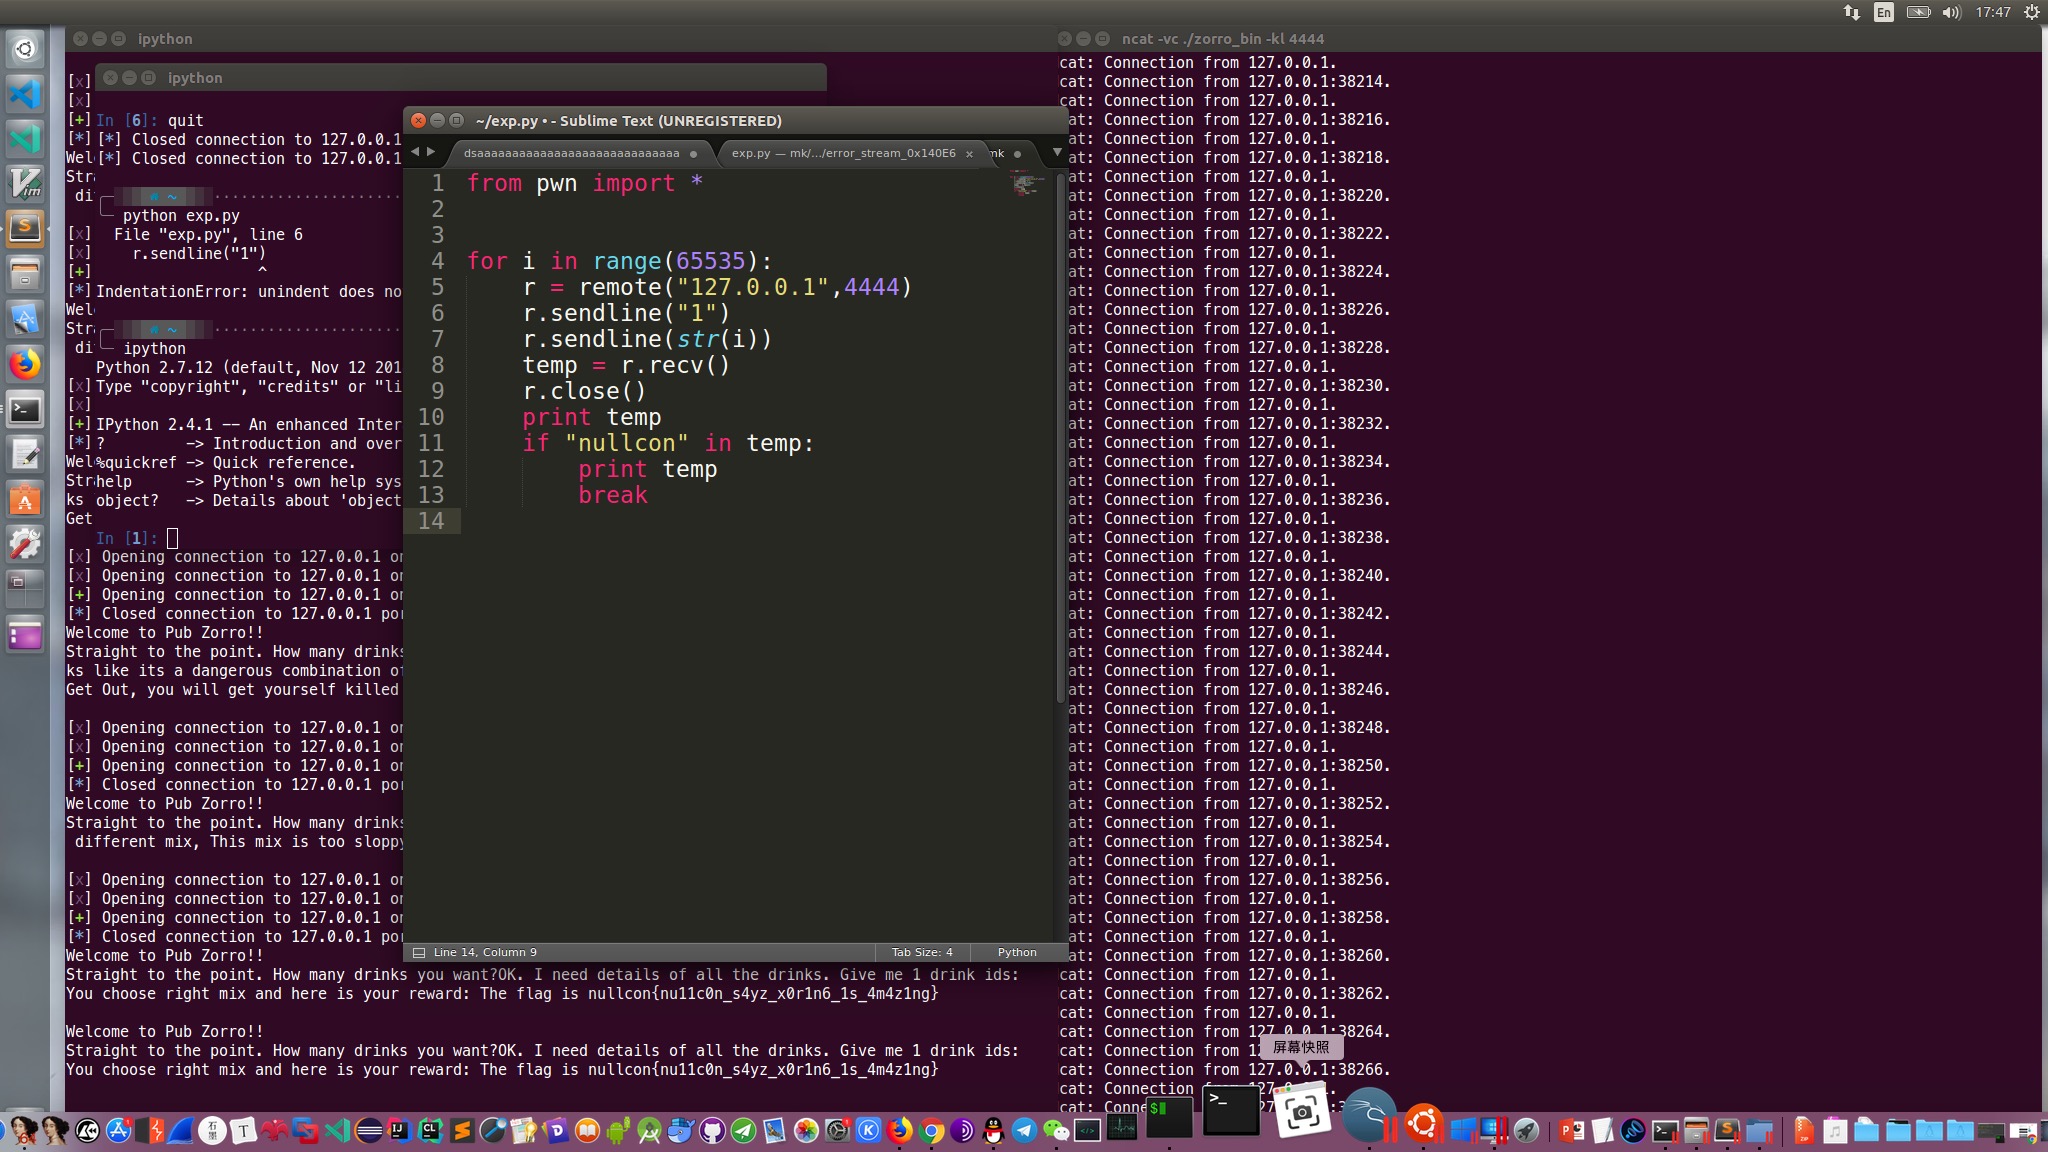 En
17:47
ipython
ncat -vc ./zorro_bin -kl 4444
ipython
[x]
[x]
[+] In [6]: quit
[*] [*] Closed connection to 127.0.0.1
Wel [*] Closed connection to 127.0.0.1
Stra
di
~
python exp.py
[x] File "exp.py", line 6
[x] r.sendline("1")
[+] ^
[*] IndentationError: unindent does no
Wel
Stra
~
di ipython
Python 2.7.12 (default, Nov 12 201
[x] Type "copyright", "credits" or "li
[x]
[+] IPython 2.4.1 -- An enhanced Inter
[*] ? -> Introduction and over
Wel %quickref -> Quick reference.
Stra help -> Python's own help sys
ks object? -> Details about 'object
Get
In [1]:
[x] Opening connection to 127.0.0.1 on
[x] Opening connection to 127.0.0.1 on
[+] Opening connection to 127.0.0.1 on
[*] Closed connection to 127.0.0.1 por
Welcome to Pub Zorro!!
Straight to the point. How many drinks
ks like its a dangerous combination of
Get Out, you will get yourself killed
[x] Opening connection to 127.0.0.1 on
[x] Opening connection to 127.0.0.1 on
[+] Opening connection to 127.0.0.1 on
[*] Closed connection to 127.0.0.1 por
Welcome to Pub Zorro!!
Straight to the point. How many drinks
different mix, This mix is too sloppy
[x] Opening connection to 127.0.0.1 on
[x] Opening connection to 127.0.0.1 on
[+] Opening connection to 127.0.0.1 on
[*] Closed connection to 127.0.0.1 por
Welcome to Pub Zorro!!
Straight to the point. How many drinks you want?OK. I need details of all the drinks. Give me 1 drink ids:
You choose right mix and here is your reward: The flag is nullcon{nu11c0n_s4yz_x0r1n6_1s_4m4z1ng}
Welcome to Pub Zorro!!
Straight to the point. How many drinks you want?OK. I need details of all the drinks. Give me 1 drink ids:
You choose right mix and here is your reward: The flag is nullcon{nu11c0n_s4yz_x0r1n6_1s_4m4z1ng}
~/exp.py • - Sublime Text (UNREGISTERED)
dsaaaaaaaaaaaaaaaaaaaaaaaaaaaaa
exp.py — mk/.../error_stream_0x140E6
mk
1 from pwn import *
2
3
4 for i in range(65535):
5 r = remote("127.0.0.1",4444)
6 r.sendline("1")
7 r.sendline(str(i))
8 temp = r.recv()
9 r.close()
10 print temp
11 if "nullcon" in temp:
12 print temp
13 break
14
Line 14, Column 9
Tab Size: 4
Python
cat: Connection from 127.0.0.1.
cat: Connection from 127.0.0.1:38214.
cat: Connection from 127.0.0.1.
at: Connection from 127.0.0.1:38216.
at: Connection from 127.0.0.1.
at: Connection from 127.0.0.1:38218.
at: Connection from 127.0.0.1.
at: Connection from 127.0.0.1:38220.
at: Connection from 127.0.0.1.
at: Connection from 127.0.0.1:38222.
at: Connection from 127.0.0.1.
at: Connection from 127.0.0.1:38224.
at: Connection from 127.0.0.1.
at: Connection from 127.0.0.1:38226.
at: Connection from 127.0.0.1.
at: Connection from 127.0.0.1:38228.
at: Connection from 127.0.0.1.
at: Connection from 127.0.0.1:38230.
at: Connection from 127.0.0.1.
at: Connection from 127.0.0.1:38232.
at: Connection from 127.0.0.1.
at: Connection from 127.0.0.1:38234.
at: Connection from 127.0.0.1.
at: Connection from 127.0.0.1:38236.
at: Connection from 127.0.0.1.
at: Connection from 127.0.0.1:38238.
at: Connection from 127.0.0.1.
at: Connection from 127.0.0.1:38240.
at: Connection from 127.0.0.1.
at: Connection from 127.0.0.1:38242.
at: Connection from 127.0.0.1.
at: Connection from 127.0.0.1:38244.
at: Connection from 127.0.0.1.
at: Connection from 127.0.0.1:38246.
at: Connection from 127.0.0.1.
at: Connection from 127.0.0.1:38248.
at: Connection from 127.0.0.1.
at: Connection from 127.0.0.1:38250.
at: Connection from 127.0.0.1.
at: Connection from 127.0.0.1:38252.
at: Connection from 127.0.0.1.
at: Connection from 127.0.0.1:38254.
at: Connection from 127.0.0.1.
at: Connection from 127.0.0.1:38256.
at: Connection from 127.0.0.1.
at: Connection from 127.0.0.1:38258.
at: Connection from 127.0.0.1.
at: Connection from 127.0.0.1:38260.
cat: Connection from 127.0.0.1.
cat: Connection from 127.0.0.1:38262.
cat: Connection from 127.0.0.1.
cat: Connection from 127.0.0.1:38264.
cat: Connection from 12
屏幕快照
cat: Connection from 127.0.0.1:38266.
cat: Connection from 127.0.0.1.
cat: Conne